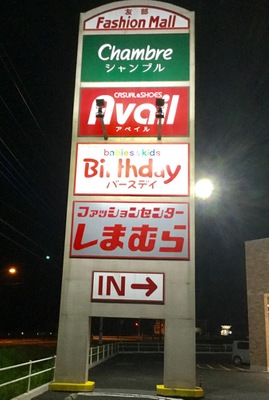 友部
Fashion Mall
Chambre
シャンブル
CASUAL&SHOES
Avail
アベイル
babies&kids
Birthday
バースデイ
ファッションセンター
しまむら
IN→